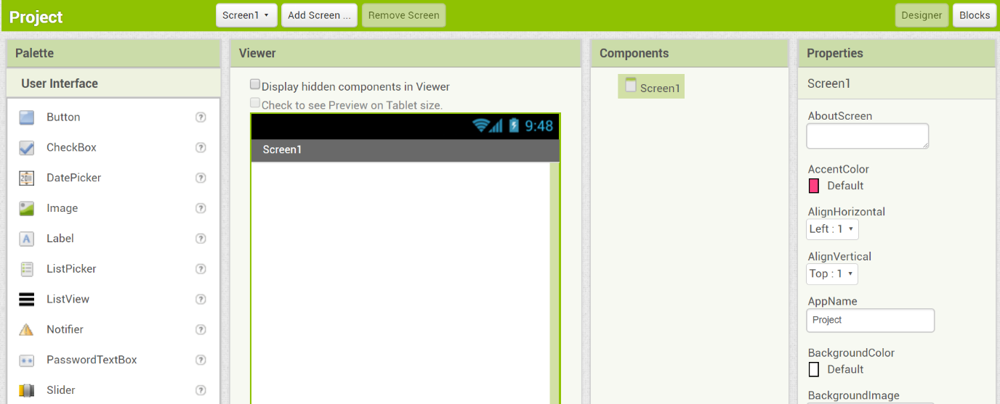 Project
Screen1
Add Screen ...
Remove Screen
Designer
Blocks
Palette
User Interface
Button
?
CheckBox
?
2011
DatePicker
?
Image
?
A
Label
?
ListPicker
?
ListView
?
Notifier
?
PasswordTextBox
?
Slider
?
Viewer
Display hidden components in Viewer
Check to see Preview on Tablet size.
9:48
Screen1
Components
Screen1
Properties
Screen1
AboutScreen
AccentColor
Default
AlignHorizontal
Left : 1
AlignVertical
Top : 1
AppName
Project
BackgroundColor
Default
BackgroundImage